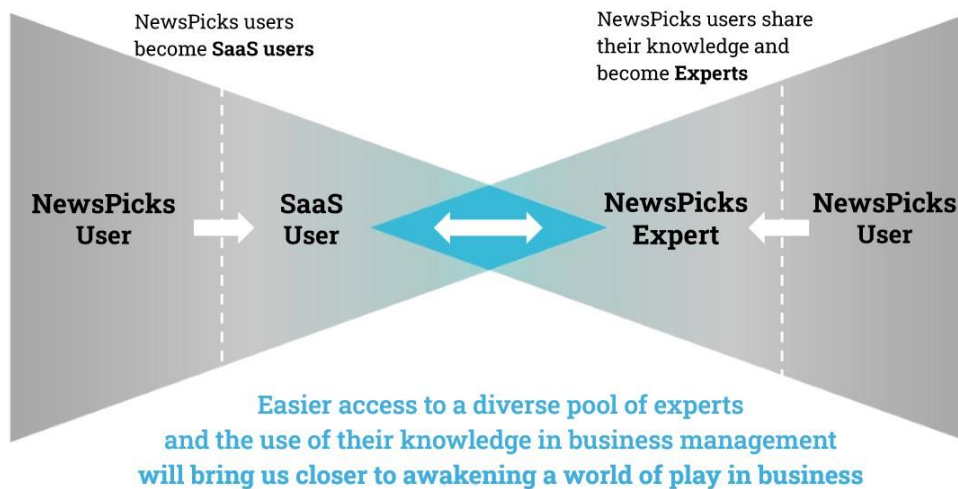 NewsPicks users
become SaaS users
NewsPicks users share
their knowledge and
become Experts
NewsPicks
User
SaaS
User
NewsPicks
Expert
NewsPicks
User
Easier access to a diverse pool of experts
and the use of their knowledge in business management
will bring us closer to awakening a world of play in business